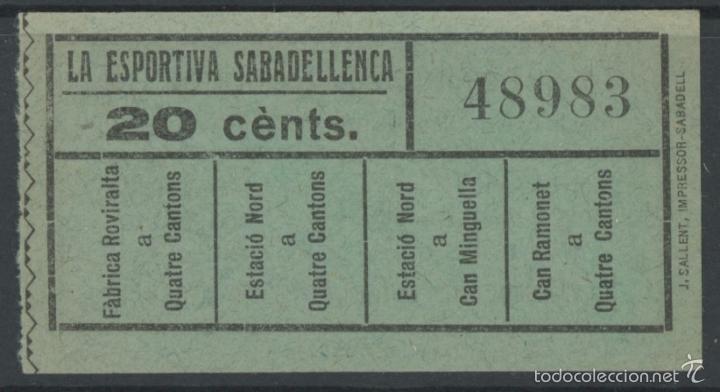 LA ESPORTIVA SABADELLENCA
20 cènts.
48983
Fàbrica Roviralta
a
Quatre Cantons
Estació Nord
a
Quatre Cantons
Estació Nord
a
Can Minguella
Can Ramonet
a
Quatre Cantons
J. SALLENT, IMPRESSOR-SABADELL
todocoleccion.net